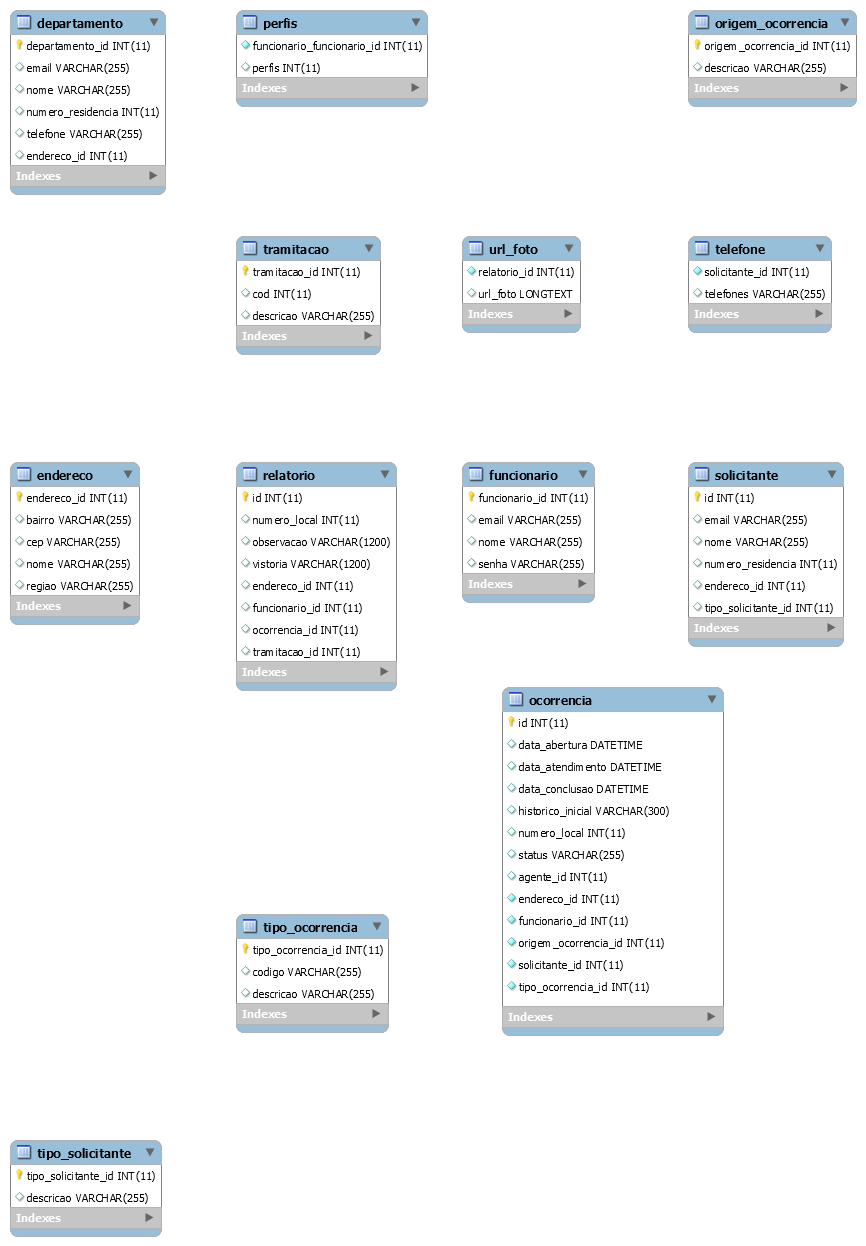 departamento
departamento_id INT(11)
email VARCHAR(255)
nome VARCHAR(255)
numero_residencia INT(11)
telefone VARCHAR(255)
endereco_id INT(11)
Indexes
perfis
funcionario_funcionario_id INT(11)
perfis INT(11)
Indexes
origem_ocorrencia
origem_ocorrencia_id INT(11)
descricao VARCHAR(255)
Indexes
tramitacao
tramitacao_id INT(11)
cod INT(11)
descricao VARCHAR(255)
Indexes
url_foto
relatorio_id INT(11)
url_foto LONGTEXT
Indexes
telefone
solicitante_id INT(11)
telefones VARCHAR(255)
Indexes
endereco
endereco_id INT(11)
bairro VARCHAR(255)
cep VARCHAR(255)
nome VARCHAR(255)
regiao VARCHAR(255)
Indexes
relatorio
id INT(11)
numero_local INT(11)
observacao VARCHAR(1200)
vistoria VARCHAR(1200)
endereco_id INT(11)
funcionario_id INT(11)
ocorrencia_id INT(11)
tramitacao_id INT(11)
Indexes
funcionario
funcionario_id INT(11)
email VARCHAR(255)
nome VARCHAR(255)
senha VARCHAR(255)
Indexes
solicitante
id INT(11)
email VARCHAR(255)
nome VARCHAR(255)
numero_residencia INT(11)
endereco_id INT(11)
tipo_solicitante_id INT(11)
Indexes
ocorrencia
id INT(11)
data_abertura DATETIME
data_atendimento DATETIME
data_conclusao DATETIME
historico_inicial VARCHAR(300)
numero_local INT(11)
status VARCHAR(255)
agente_id INT(11)
endereco_id INT(11)
funcionario_id INT(11)
origem_ocorrencia_id INT(11)
solicitante_id INT(11)
tipo_ocorrencia_id INT(11)
Indexes
tipo_ocorrencia
tipo_ocorrencia_id INT(11)
codigo VARCHAR(255)
descricao VARCHAR(255)
Indexes
tipo_solicitante
tipo_solicitante_id INT(11)
descricao VARCHAR(255)
Indexes